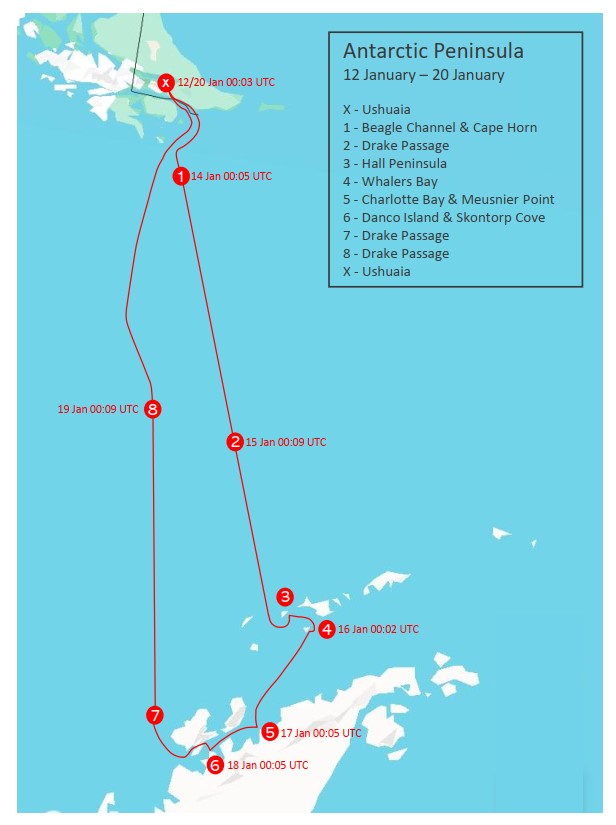 Antarctic Peninsula
12 January – 20 January
X - Ushuaia
1 - Beagle Channel & Cape Horn
2 - Drake Passage
3 - Hall Peninsula
4 - Whalers Bay
5 - Charlotte Bay & Meusnier Point
6 - Danco Island & Skontorp Cove
7 - Drake Passage
8 - Drake Passage
X - Ushuaia
X 12/20 Jan 00:03 UTC
1 14 Jan 00:05 UTC
19 Jan 00:09 UTC 8
2 15 Jan 00:09 UTC
3
4 16 Jan 00:02 UTC
7
5 17 Jan 00:05 UTC
6 18 Jan 00:05 UTC